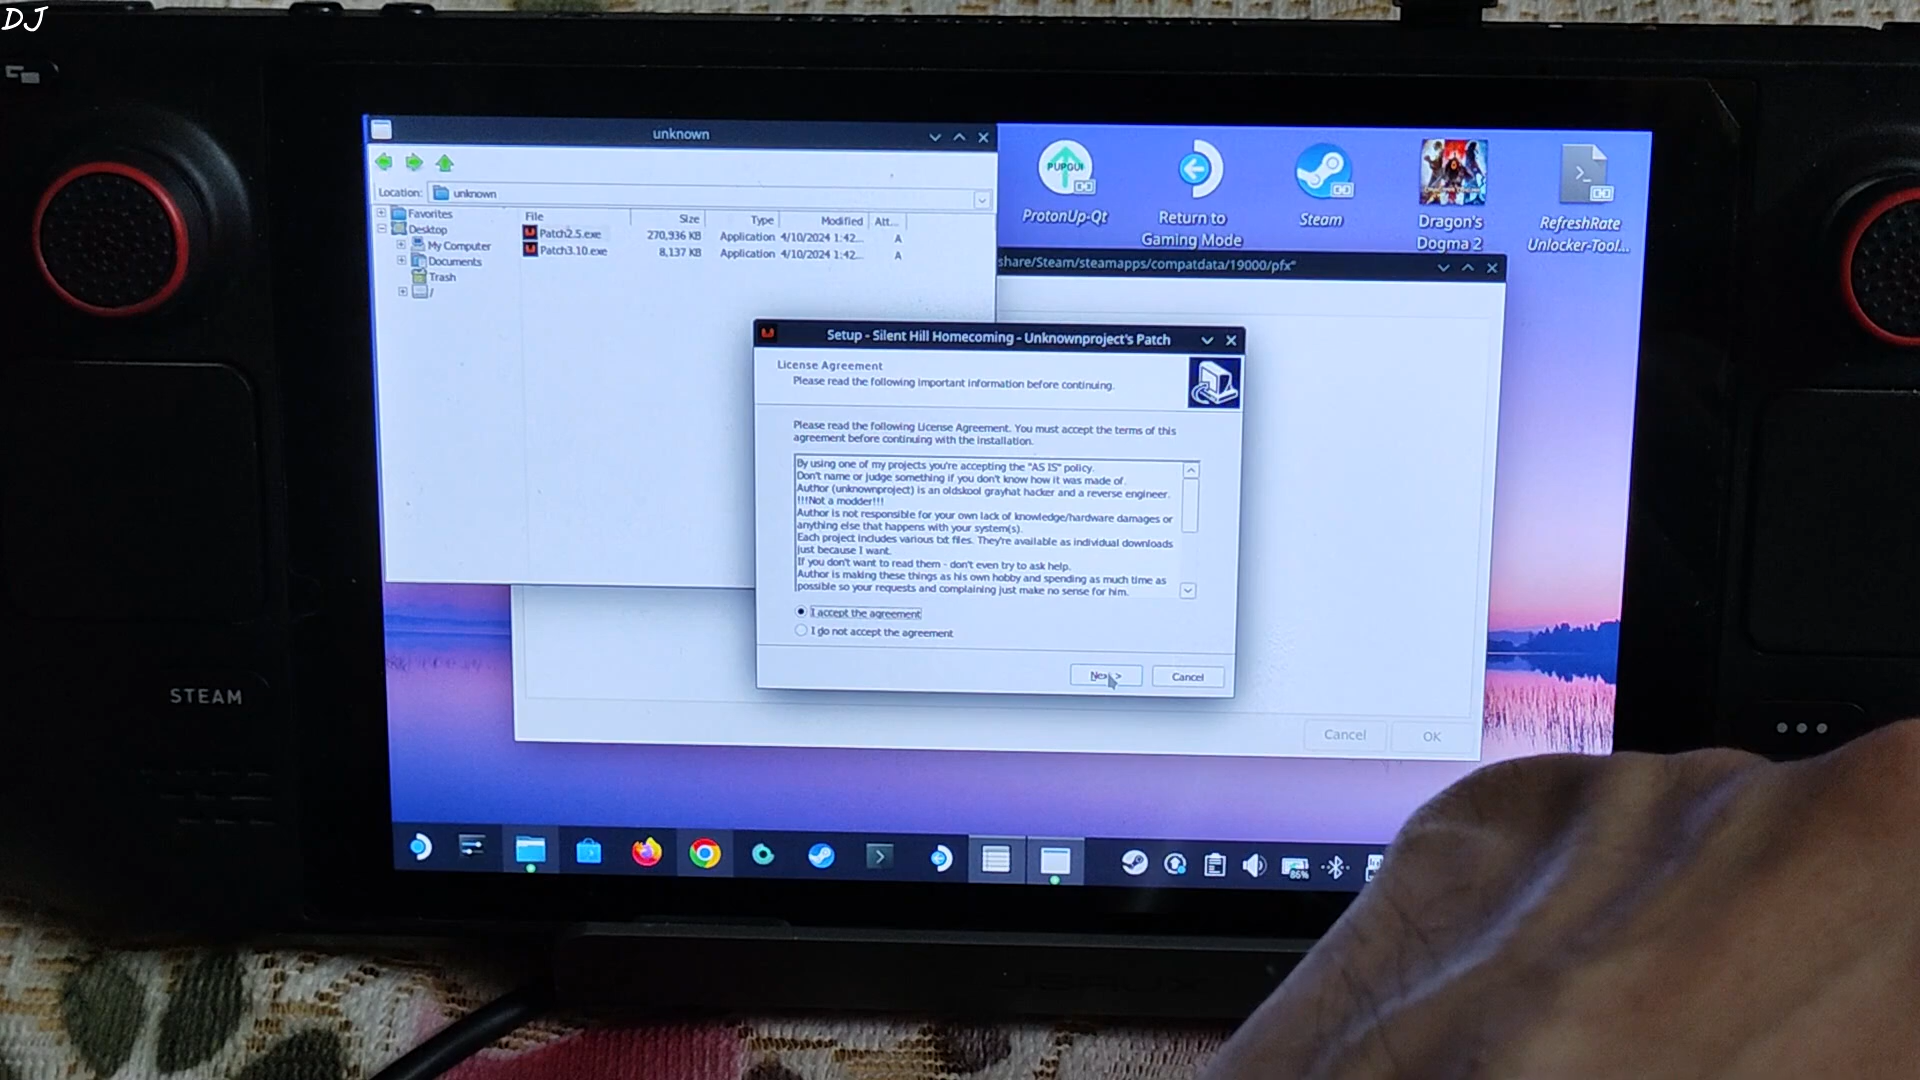 DJ
unknown
Location: unknown
Favorites
Desktop
My Computer
Documents
Trash
/
File Size Type Modified Att...
Patch2.5.exe 270,936 KB Application 4/10/2024 1:42... A
Patch3.10.exe 8,137 KB Application 4/10/2024 1:42... A
PUPGUI
ProtonUp-Qt
Return to
Gaming Mode
Steam
Dragon's
Dogma 2
RefreshRate
Unlocker-Tool...
share/Steam/steamapps/compatdata/19000/pfx"
Setup - Silent Hill Homecoming - Unknownproject's Patch
License Agreement
Please read the following important information before continuing.
Please read the following License Agreement. You must accept the terms of this
agreement before continuing with the installation.
By using one of my projects you're accepting the "AS IS" policy.
Don't name or judge something if you don't know how it was made of.
Author (unknownproject) is an oldskool grayhat hacker and a reverse engineer.
!!!Not a modder!!!
Author is not responsible for your own lack of knowledge/hardware damages or
anything else that happens with your system(s).
Each project includes various txt files. They're available as individual downloads
just because I want.
If you don't want to read them - don't even try to ask help.
Author is making these things as his own hobby and spending as much time as
possible so your requests and complaining just make no sense for him.
I accept the agreement
I do not accept the agreement
Next >
Cancel
Cancel
OK
STEAM
86%
JSAUX